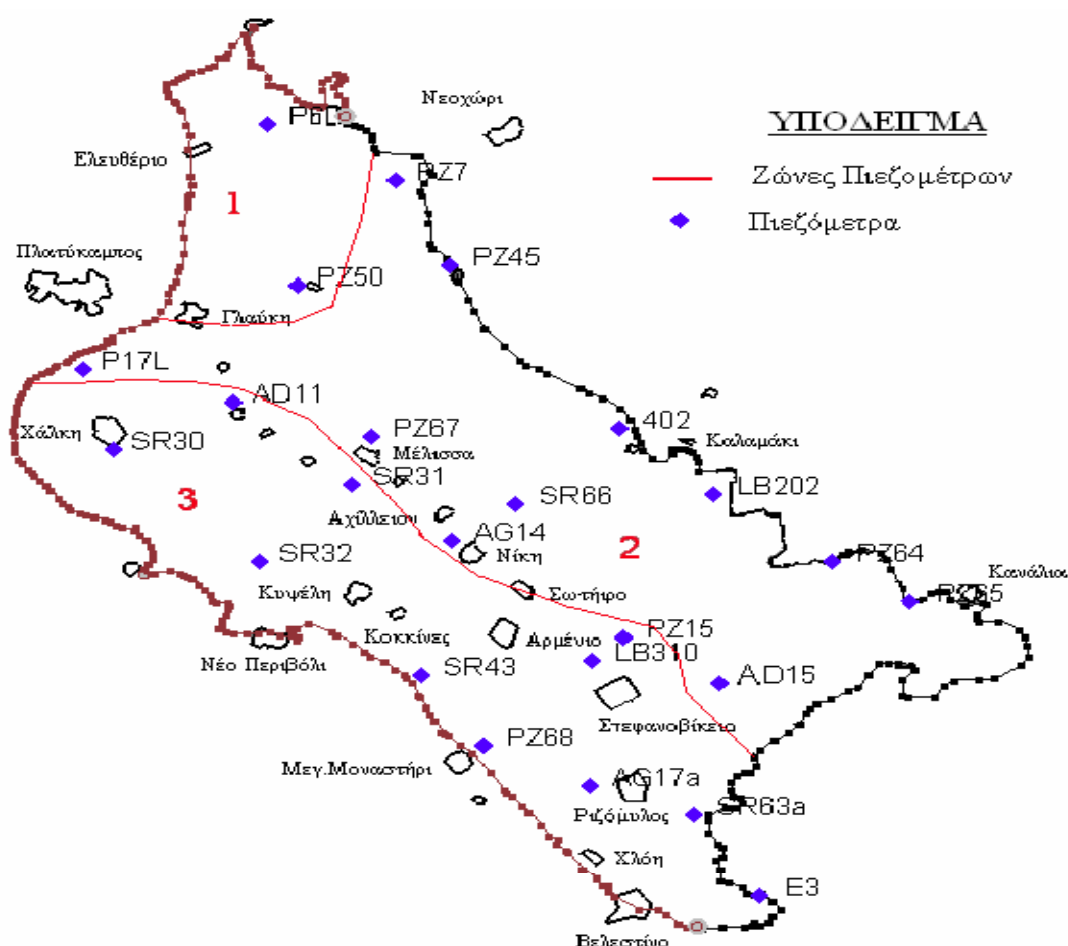 Νεοχώρι
ΥΠΟΔΕΙΓΜΑ
Ζώνες Πιεζομέτρων
Πιεζόμετρα
Ελευθέριο
PZ7
1
Πλατύκαμπος
PZ45
PZ50
Γλαύκη
P17L
AD11
Χάλκη
SR30
PZ67
Μέλισσα
402
Καλαμάκι
SR31
LB202
3
SR66
Αχίλλειον
AG14
2
Νίκη
SR32
PZ64
Κανάλια
PZ65
Κυψέλη
Σωτήριο
Κοκκίνες
Αρμένιο
PZ15
Νέο Περιβόλι
LB310
SR43
AD15
Στεφανοβίκειο
PZ68
Μεγ.Μοναστήρι
AG17a
Ριζόμυλος
SR63a
Χλόη
E3
Βελεστίνο